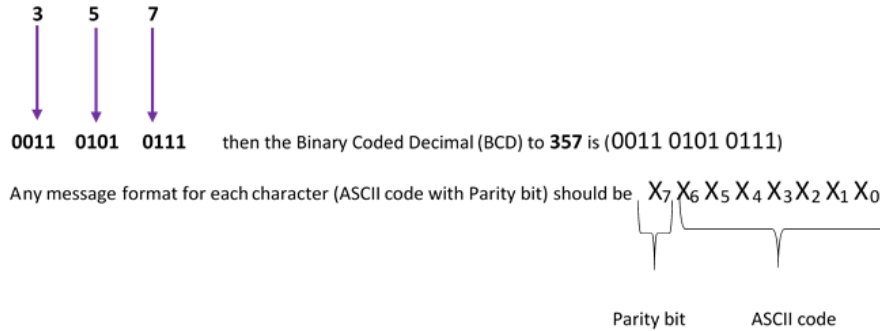 3 5 7
0011 0101 0111 then the Binary Coded Decimal (BCD) to 357 is (0011 0101 0111)
Any message format for each character (ASCII code with Parity bit) should be X₇ X₆ X₅ X₄ X₃ X₂ X₁ X₀
Parity bit ASCII code